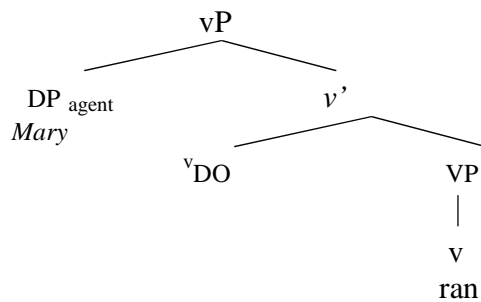 vP
DP agent v’
Mary
vDO VP
v
ran